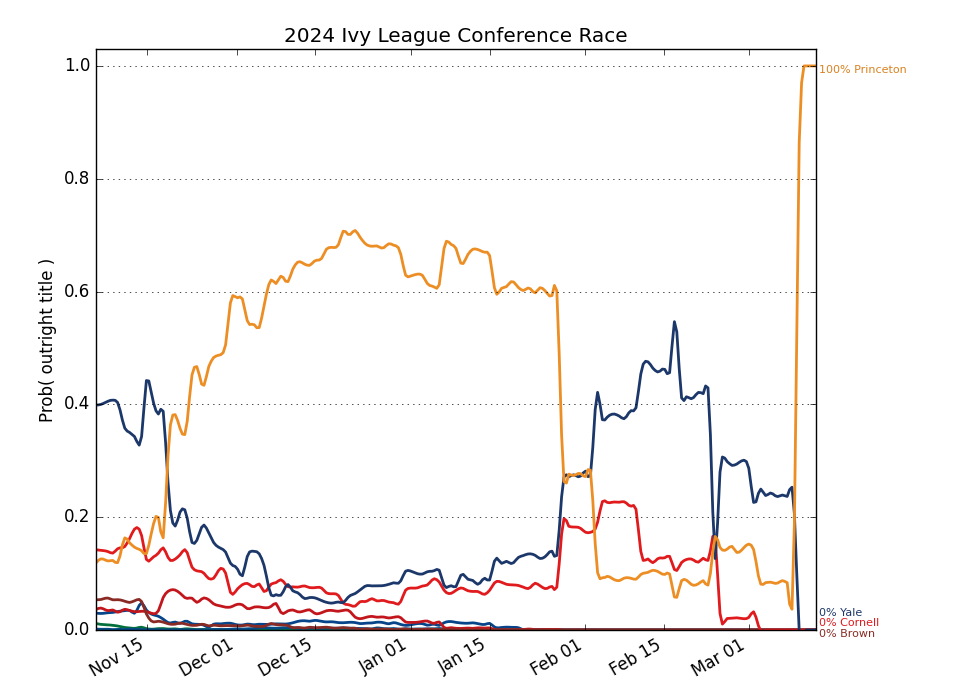 2024 Ivy League Conference Race
Prob( outright title )
1.0
0.8
0.6
0.4
0.2
0.0
100% Princeton
0% Yale
0% Cornell
0% Brown
Nov 15
Dec 01
Dec 15
Jan 01
Jan 15
Feb 01
Feb 15
Mar 01